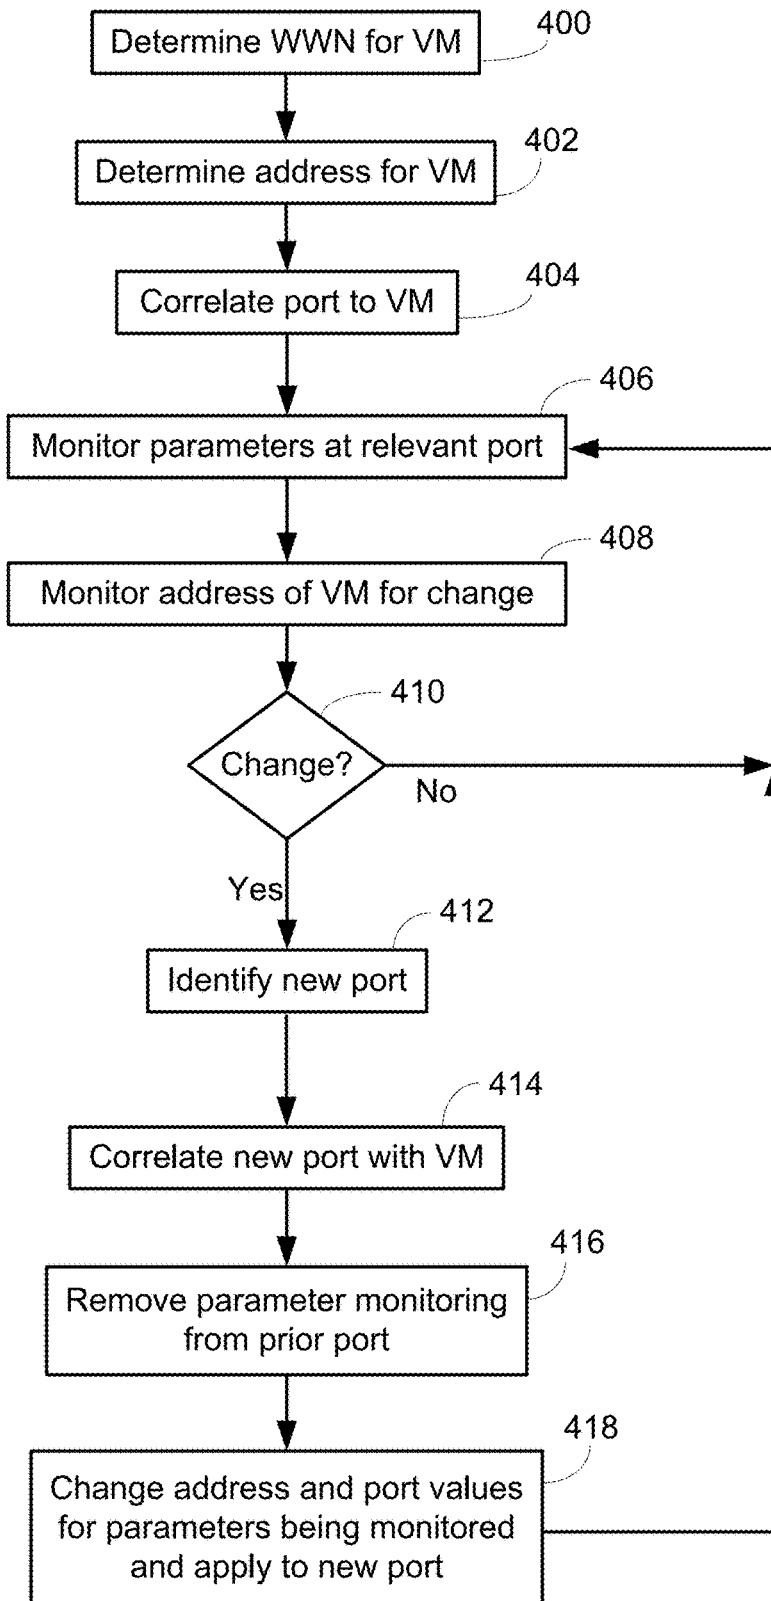 Determine WWN for VM
400
Determine address for VM
402
Correlate port to VM
404
406
Monitor parameters at relevant port
408
Monitor address of VM for change
410
Change?
No
Yes
412
Identify new port
414
Correlate new port with VM
416
Remove parameter monitoring
from prior port
418
Change address and port values
for parameters being monitored
and apply to new port